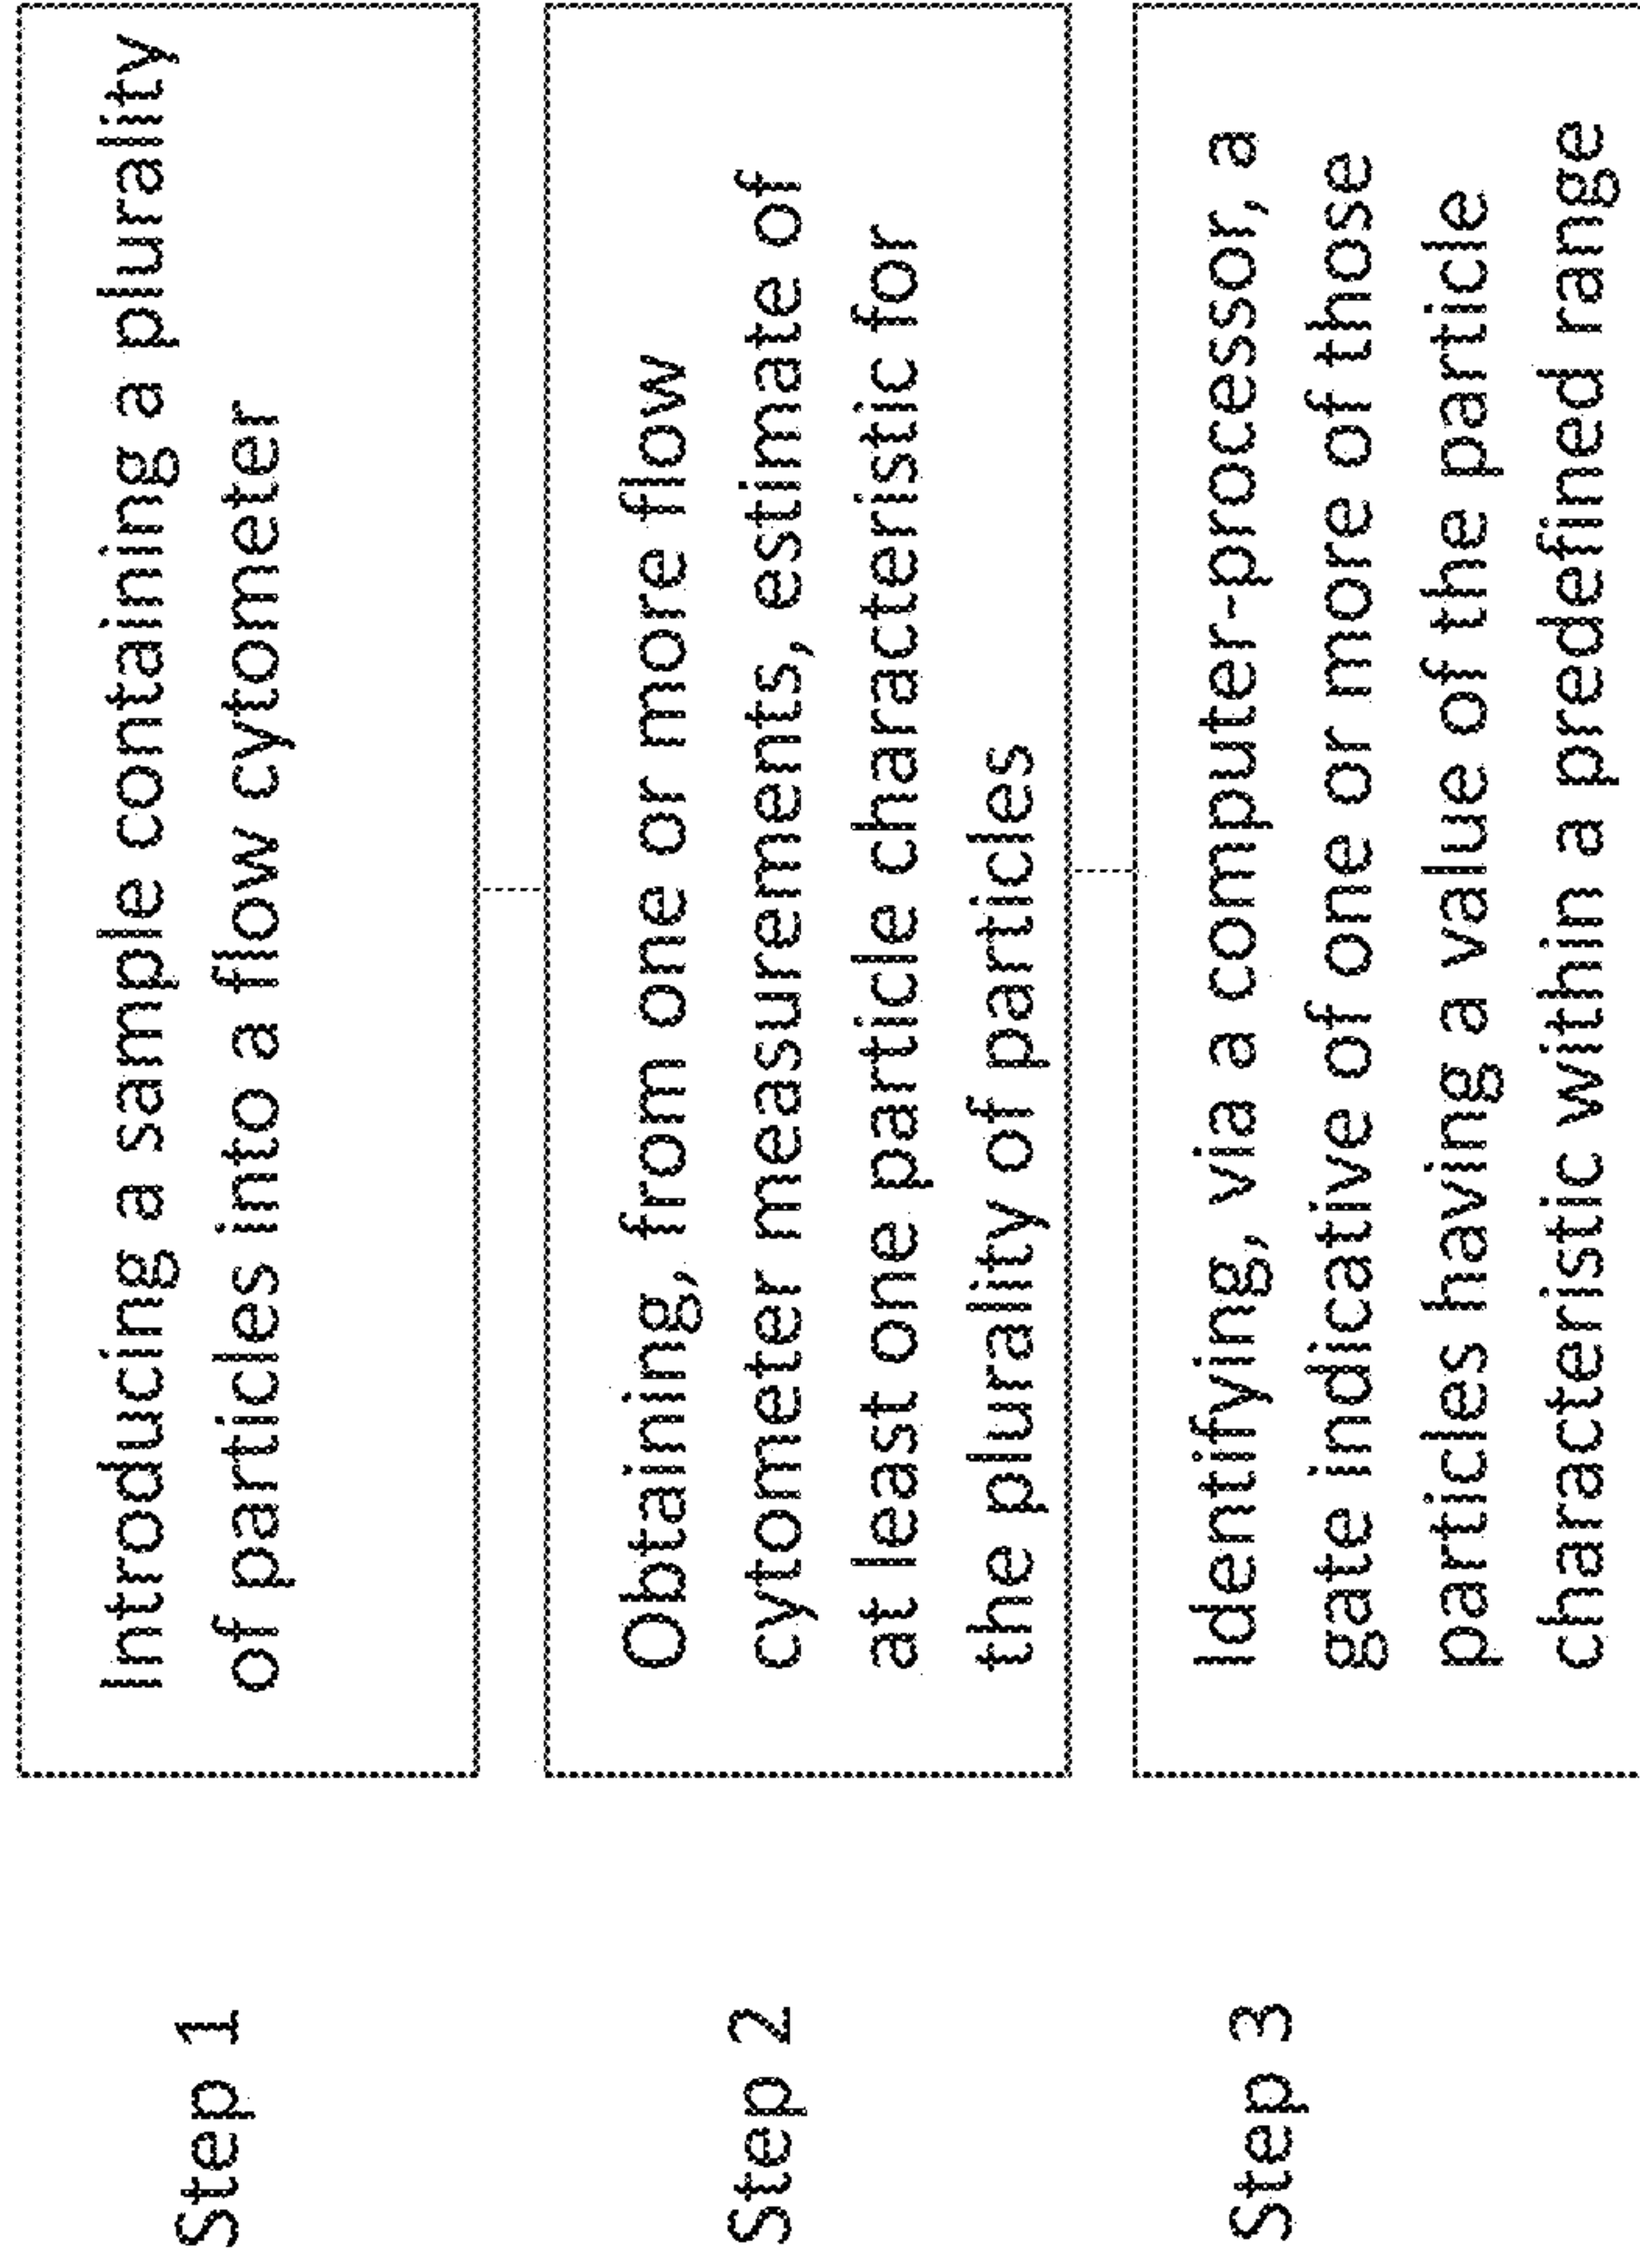 Step 1
Introducing a sample containing a plurality
of particles into a flow cytometer
Step 2
Obtaining, from one or more flow
cytometer measurements, estimate of
at least one particle characteristic for
the plurality of particles
Step 3
Identifying, via a computer-processor, a
gate indicative of one or more of those
particles having a value of the particle
characteristic within a predefined range